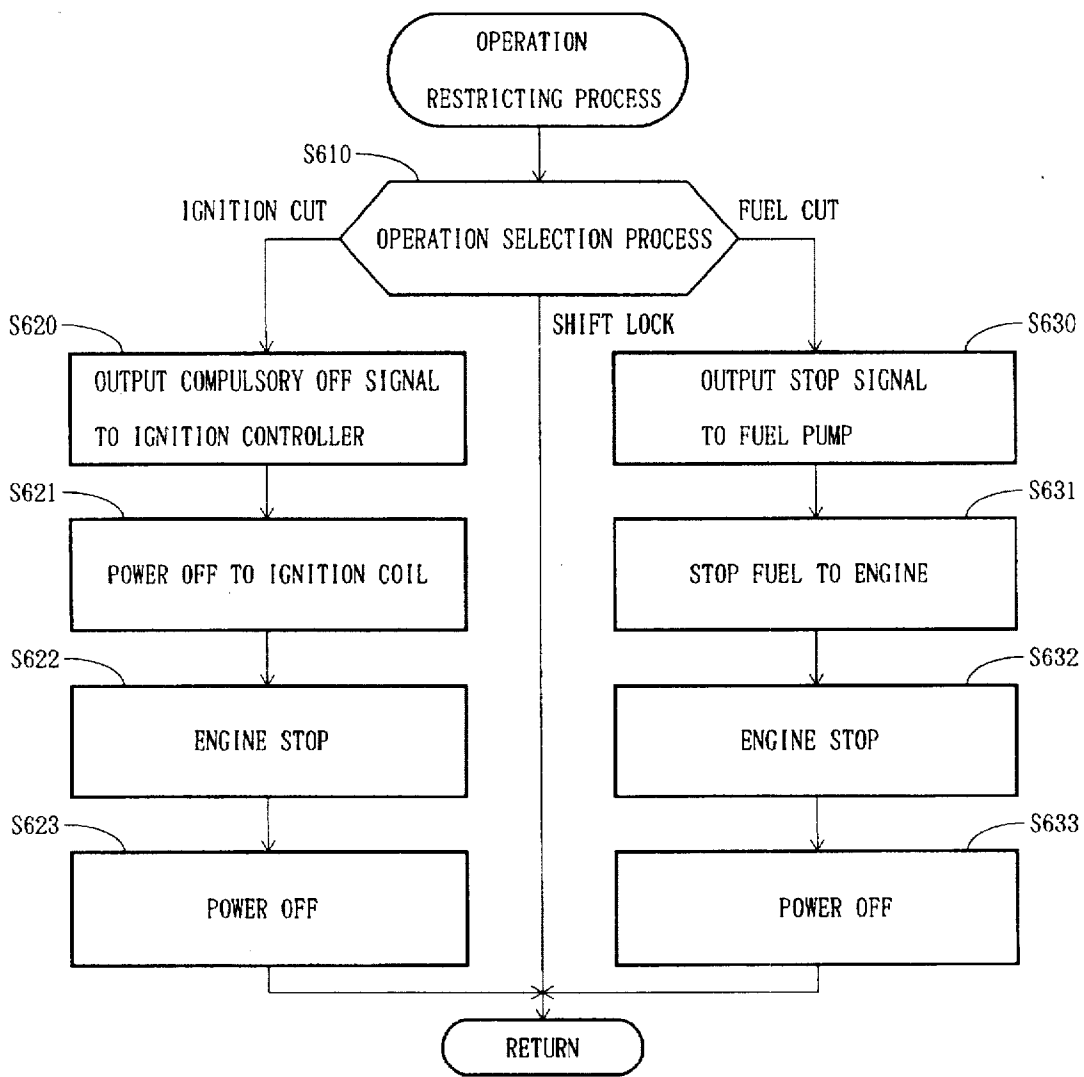 OPERATION
RESTRICTING PROCESS
S610
IGNITION CUT
FUEL CUT
OPERATION SELECTION PROCESS
SHIFT LOCK
S620
S630
OUTPUT COMPULSORY OFF SIGNAL
TO IGNITION CONTROLLER
OUTPUT STOP SIGNAL
TO FUEL PUMP
S621
S631
POWER OFF TO IGNITION COIL
STOP FUEL TO ENGINE
S622
S632
ENGINE STOP
ENGINE STOP
S623
S633
POWER OFF
POWER OFF
RETURN